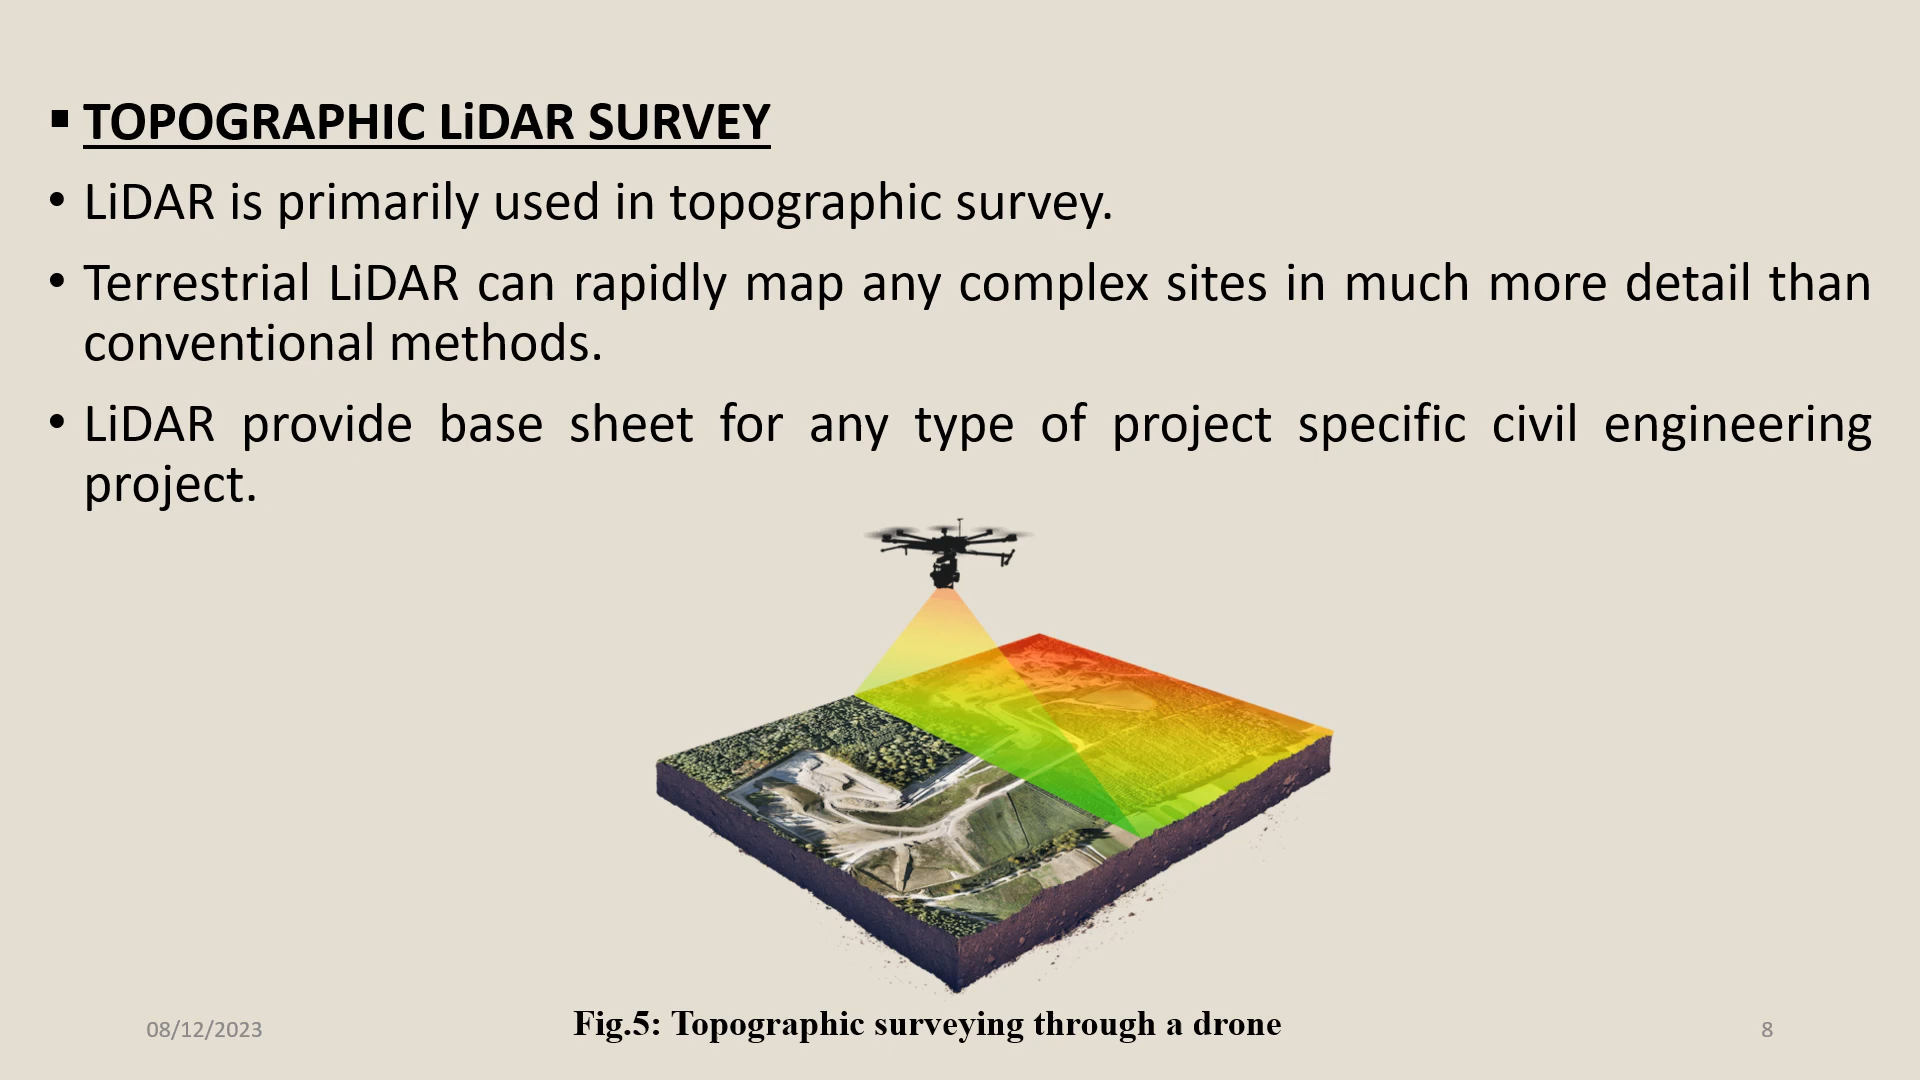 ▪ TOPOGRAPHIC LiDAR SURVEY
• LiDAR is primarily used in topographic survey.
• Terrestrial LiDAR can rapidly map any complex sites in much more detail than
conventional methods.
• LiDAR provide base sheet for any type of project specific civil engineering
project.
Fig.5: Topographic surveying through a drone
08/12/2023
8